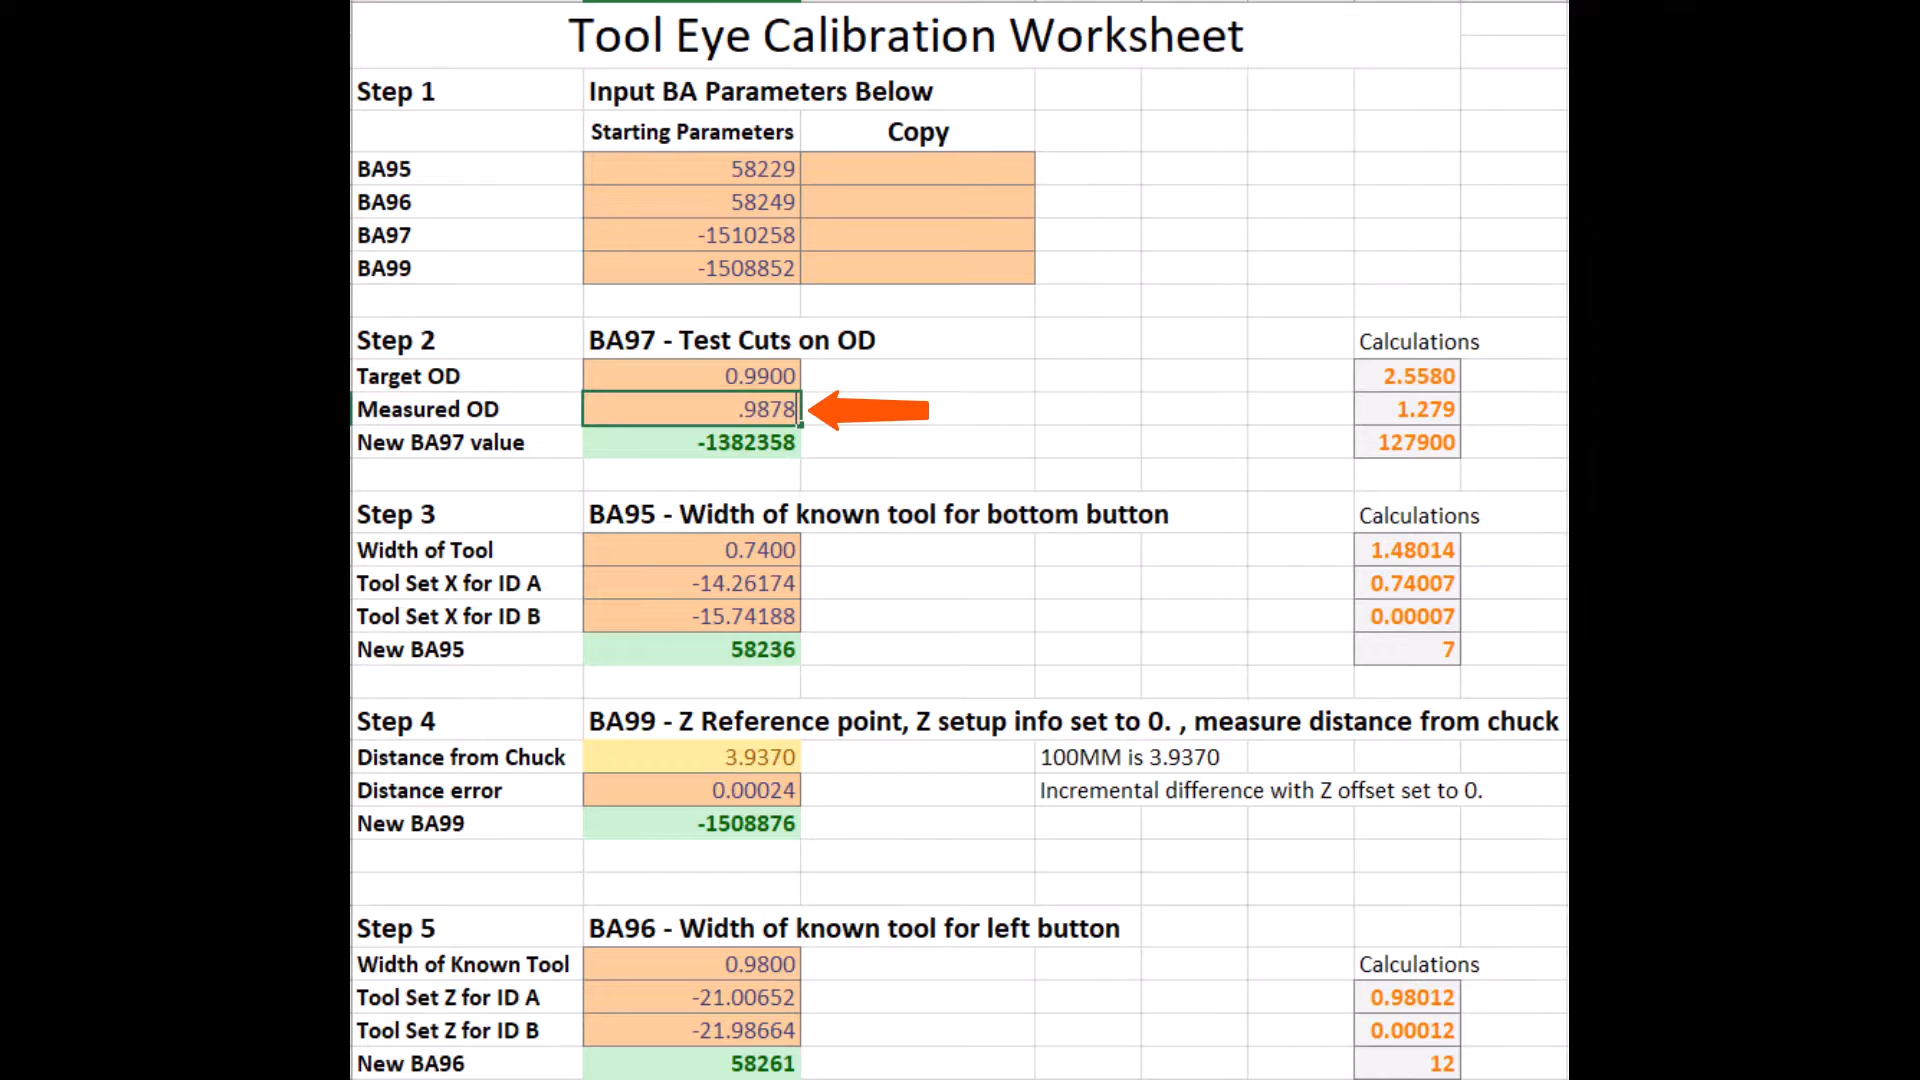 Tool Eye Calibration Worksheet
Step 1 Input BA Parameters Below
Starting Parameters Copy
BA95 58229
BA96 58249
BA97 -1510258
BA99 -1508852
Step 2 BA97 - Test Cuts on OD Calculations
Target OD 0.9900 2.5580
Measured OD .9878 1.279
New BA97 value -1382358 127900
Step 3 BA95 - Width of known tool for bottom button Calculations
Width of Tool 0.7400 1.48014
Tool Set X for ID A -14.26174 0.74007
Tool Set X for ID B -15.74188 0.00007
New BA95 58236 7
Step 4 BA99 - Z Reference point, Z setup info set to 0. , measure distance from chuck
Distance from Chuck 3.9370 100MM is 3.9370
Distance error 0.00024 Incremental difference with Z offset set to 0.
New BA99 -1508876
Step 5 BA96 - Width of known tool for left button
Width of Known Tool 0.9800 Calculations
Tool Set Z for ID A -21.00652 0.98012
Tool Set Z for ID B -21.98664 0.00012
New BA96 58261 12